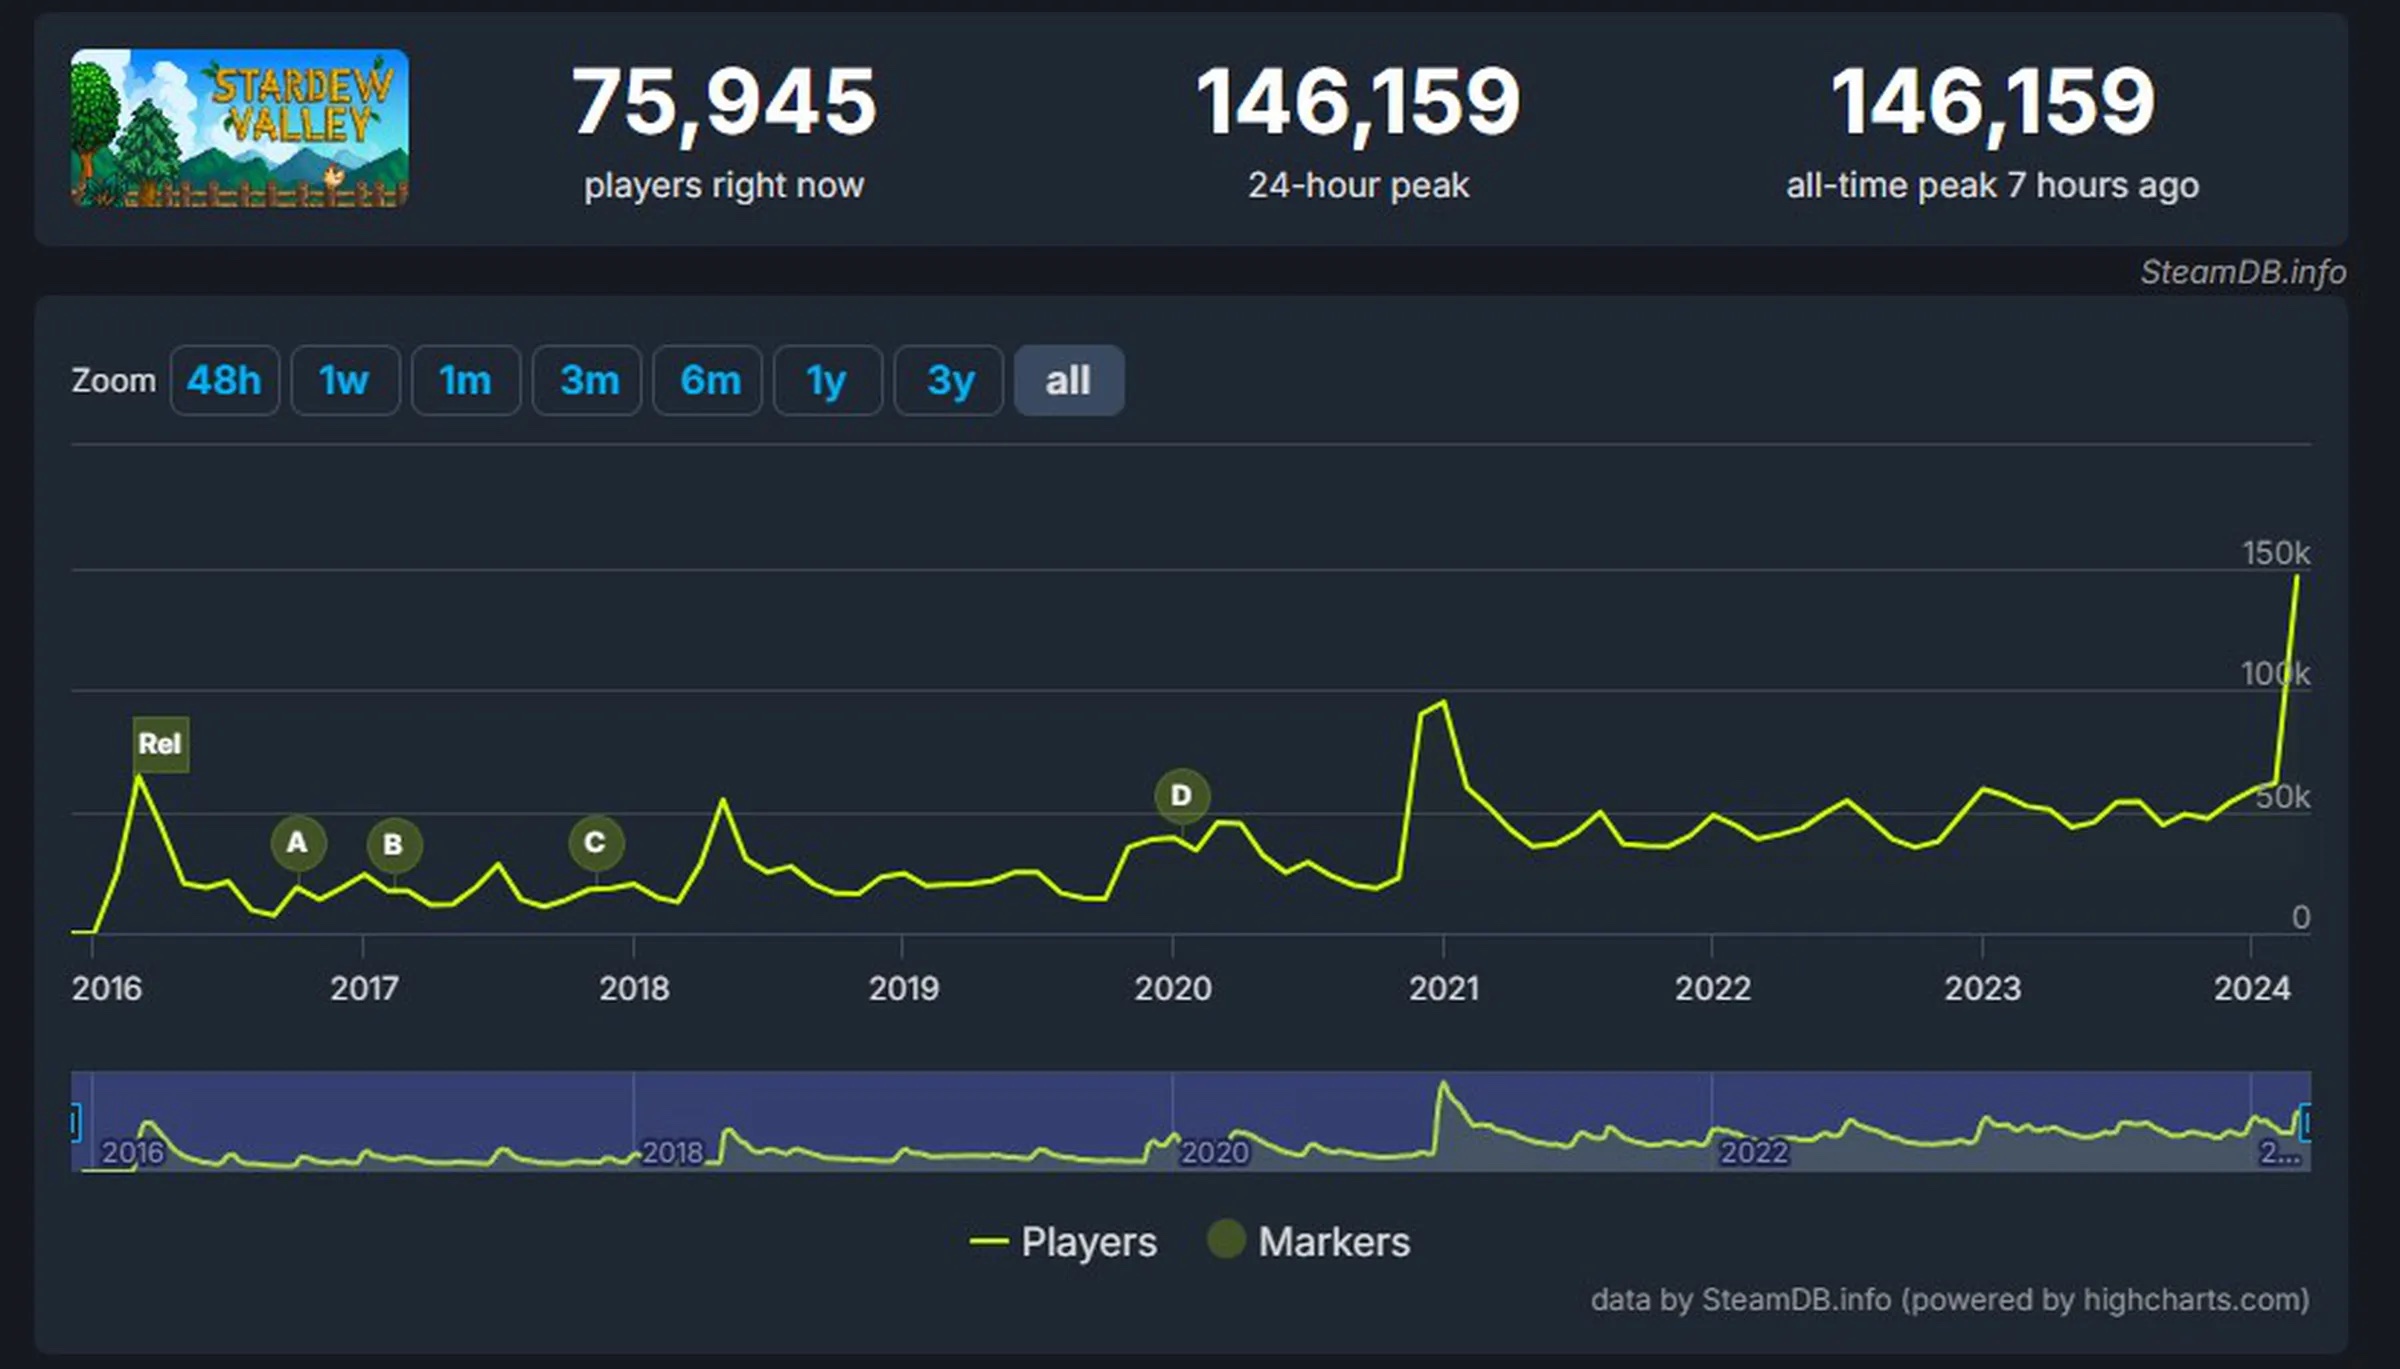 STARDEW
VALLEY
75,945
players right now
146,159
24-hour peak
146,159
all-time peak 7 hours ago
SteamDB.info
Zoom 48h 1w 1m 3m 6m 1y 3y all
150k
100k
Rel
50k
A B C D
0
2016 2017 2018 2019 2020 2021 2022 2023 2024
2016 2018 2020 2022 2...
Players Markers
data by SteamDB.info (powered by highcharts.com)